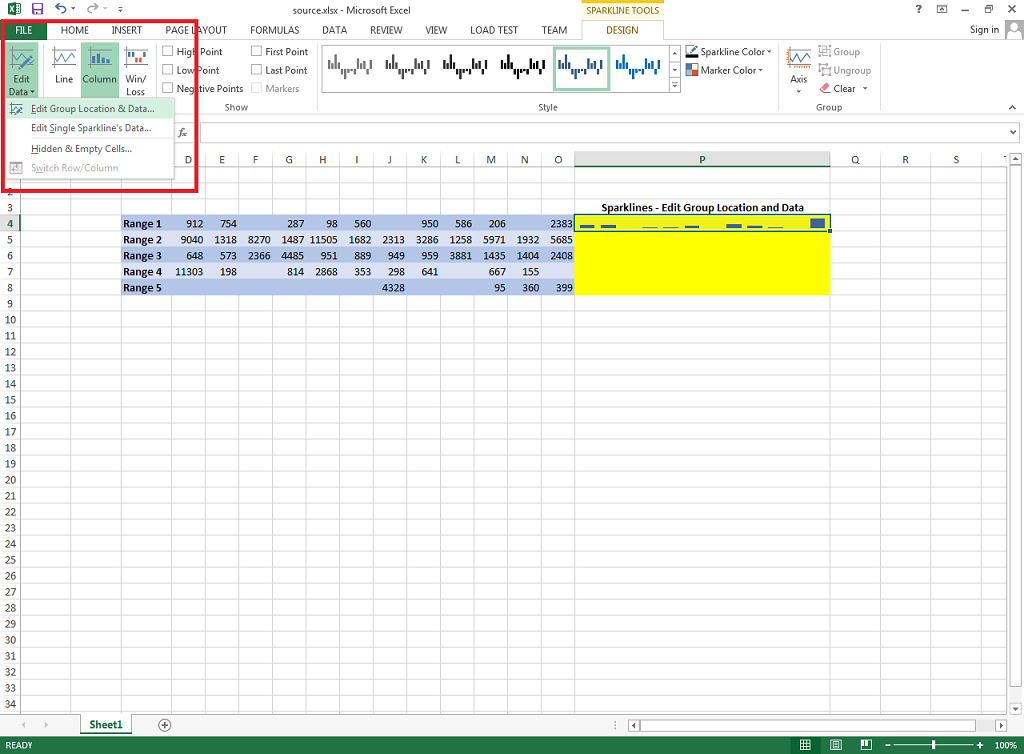 source.xlsx - Microsoft Excel
SPARKLINE TOOLS
?
FILE HOME INSERT PAGE LAYOUT FORMULAS DATA REVIEW VIEW LOAD TEST TEAM DESIGN Sign in
Edit Data
Line
Column
Win/ Loss
High Point First Point
Low Point Last Point
Negative Points Markers
Show
Style
Sparkline Color
Marker Color
Axis
Group
Ungroup
Clear
Group
Edit Group Location & Data...
Edit Single Sparkline's Data...
Hidden & Empty Cells...
Switch Row/Column
fx
D E F G H I J K L M N O P Q R S
2
3 Sparklines - Edit Group Location and Data
4 Range 1 912 754 287 98 560 950 586 206 2383
5 Range 2 9040 1318 8270 1487 11505 1682 2313 3286 1258 5971 1932 5685
6 Range 3 648 573 2366 4485 951 889 949 959 3881 1435 1404 2408
7 Range 4 11303 198 814 2868 353 298 641 667 155
8 Range 5 4328 95 360 399
9
10
11
12
13
14
15
16
17
18
19
20
21
22
23
24
25
26
27
28
29
30
31
32
33
34
Sheet1
READY 100%